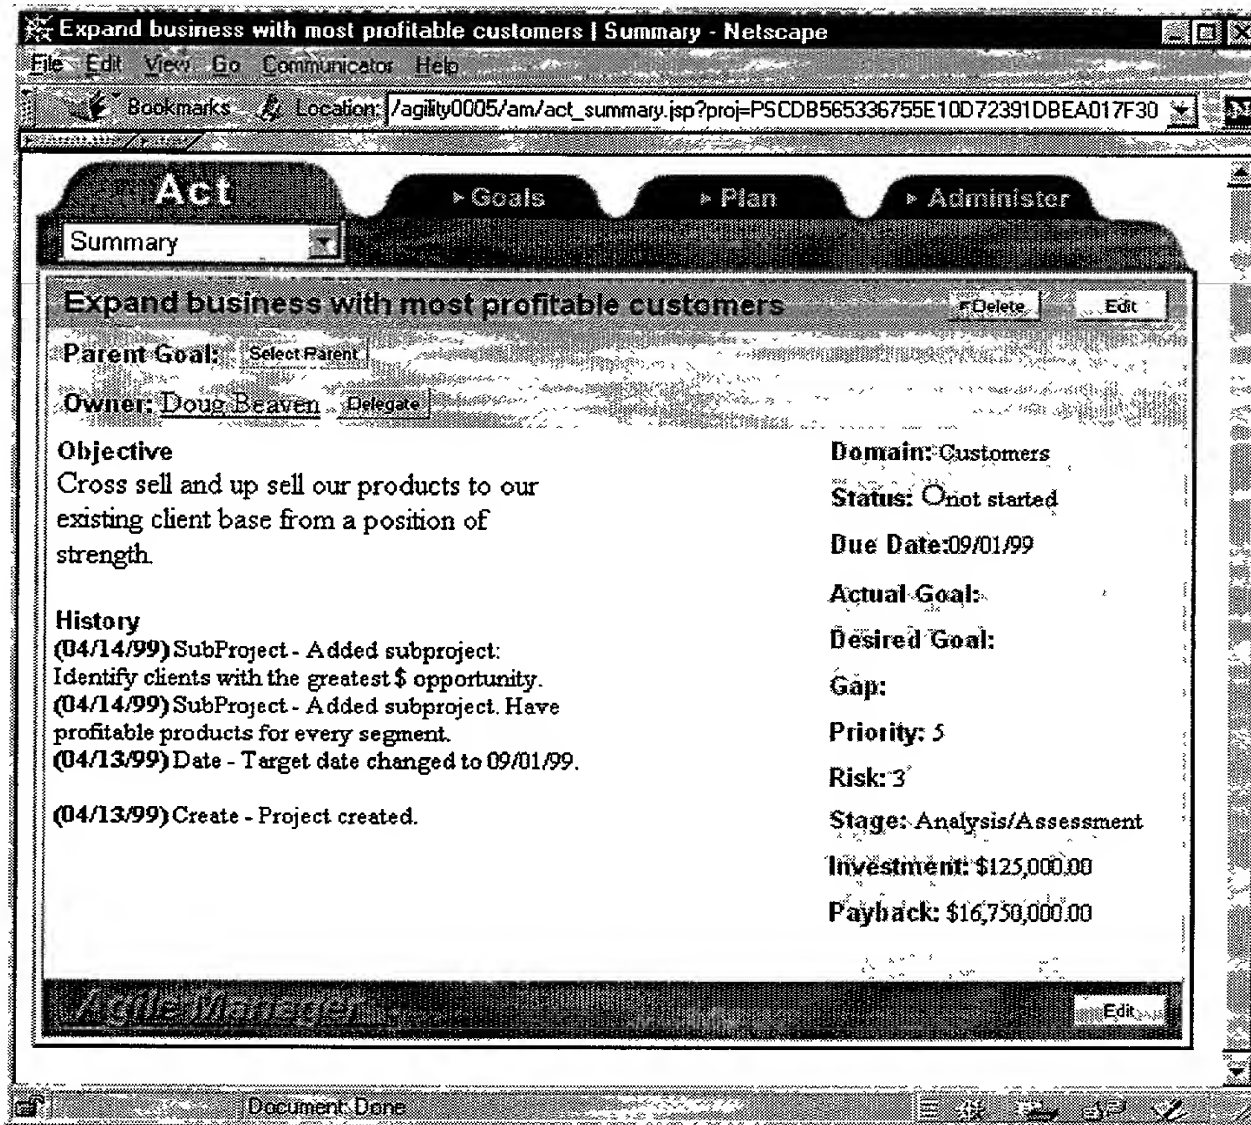 Expand business with most profitable customers | Summary - Netscape
File Edit View Go Communicator Help
Bookmarks Location: /agility0005/am/act_summary.jsp?proj=PSCDB565336755E10D72391DBEA017F30
Act Goals Plan Administer
Summary
Expand business with most profitable customers Delete Edit
Parent Goal: Select Parent
Owner: Doug Beaven Delegate
Objective
Cross sell and up sell our products to our
existing client base from a position of
strength.
History
(04/14/99) SubProject - Added subproject:
Identify clients with the greatest $ opportunity.
(04/14/99) SubProject - Added subproject. Have
profitable products for every segment.
(04/13/99) Date - Target date changed to 09/01/99.
(04/13/99) Create - Project created.
Domain: Customers
Status: not started
Due Date:09/01/99
Actual Goal:
Desired Goal:
Gap:
Priority: 5
Risk: 3
Stage: Analysis/Assessment
Investment: $125,000.00
Payback: $16,750,000.00
Agile Manager Edit
Document: Done